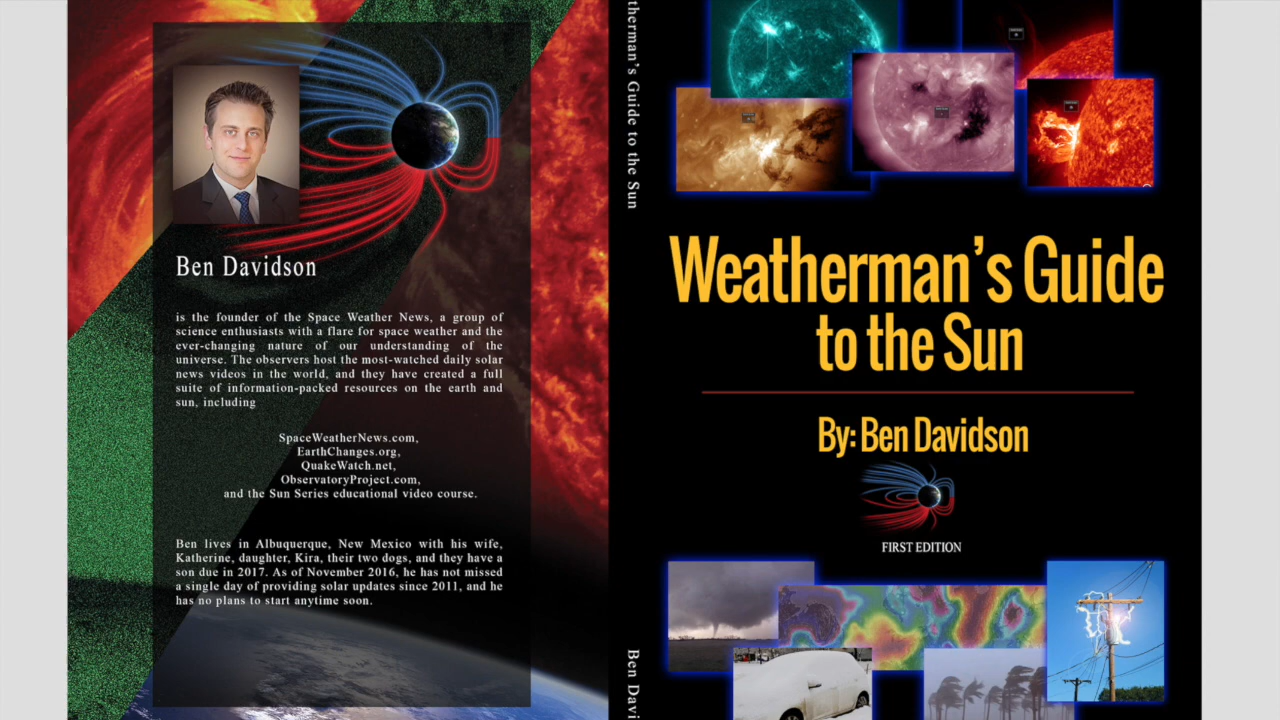 Ben Davidson
is the founder of the Space Weather News, a group of
science enthusiasts with a flare for space weather and the
ever-changing nature of our understanding of the
universe. The observers host the most-watched daily solar
news videos in the world, and they have created a full
suite of information-packed resources on the earth and
sun, including
SpaceWeatherNews.com,
EarthChanges.org,
QuakeWatch.net,
ObservatoryProject.com,
and the Sun Series educational video course.
Ben lives in Albuquerque, New Mexico with his wife,
Katherine, daughter, Kira, their two dogs, and they have a
son due in 2017. As of November 2016, he has not missed
a single day of providing solar updates since 2011, and he
has no plans to start anytime soon.
therman's Guide to the Sun
Ben Davi
Weatherman's Guide
to the Sun
By: Ben Davidson
FIRST EDITION